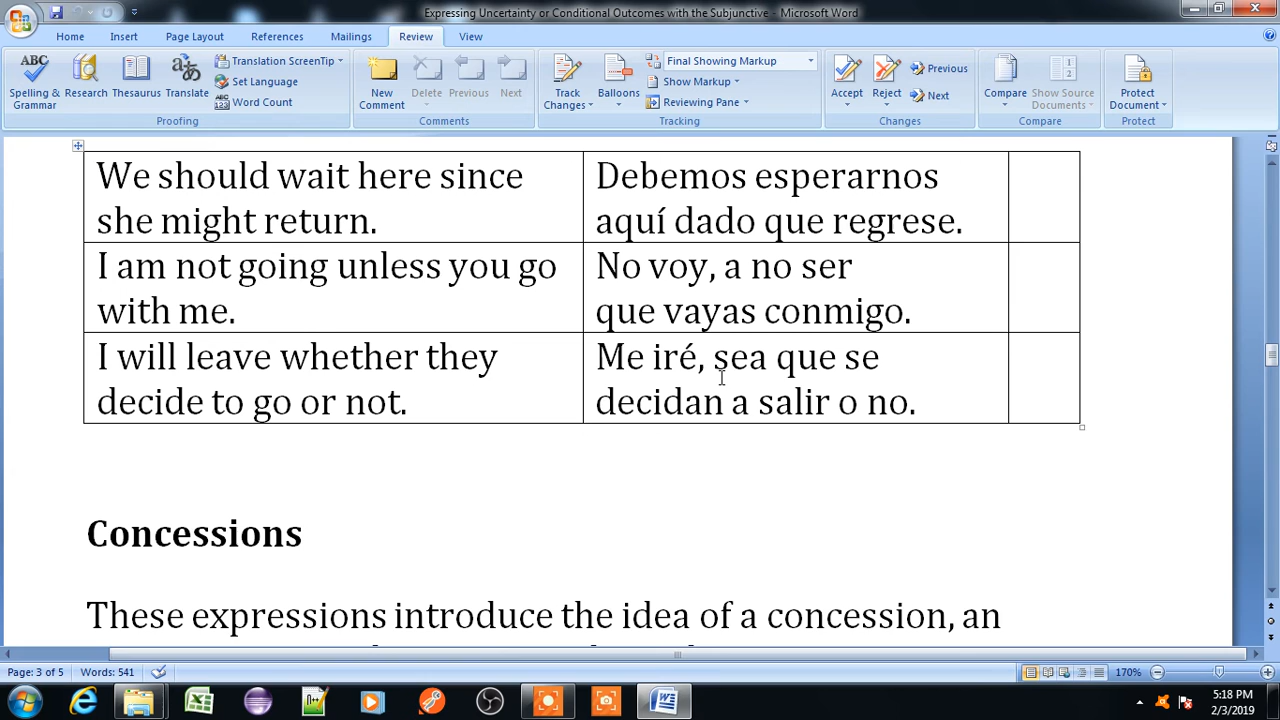 Expressing Uncertainty or Conditional Outcomes with the Subjunctive - Microsoft Word
Home Insert Page Layout References Mailings Review View
Spelling & Grammar Research Thesaurus Translate Translation ScreenTip Set Language Word Count
New Comment Delete Previous Next
Track Changes Balloons Final Showing Markup Show Markup Reviewing Pane
Accept Reject Previous Next
Compare Show Source Documents Protect Document
Proofing Comments Tracking Changes Compare Protect
We should wait here since
she might return.
Debemos esperarnos
aquí dado que regrese.
I am not going unless you go
with me.
No voy, a no ser
que vayas conmigo.
I will leave whether they
decide to go or not.
Me iré, sea que se
decidan a salir o no.
Concessions
These expressions introduce the idea of a concession, an
Page: 3 of 5 Words: 541 170%
5:18 PM
2/3/2019